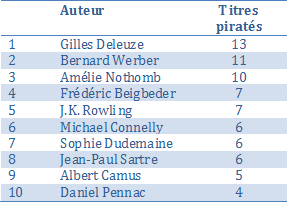 Auteur Titres
piratés
1 Gilles Deleuze 13
2 Bernard Werber 11
3 Amélie Nothomb 10
4 Frédéric Beigbeder 7
5 J.K. Rowling 7
6 Michael Connelly 6
7 Sophie Dudemaine 6
8 Jean-Paul Sartre 6
9 Albert Camus 5
10 Daniel Pennac 4